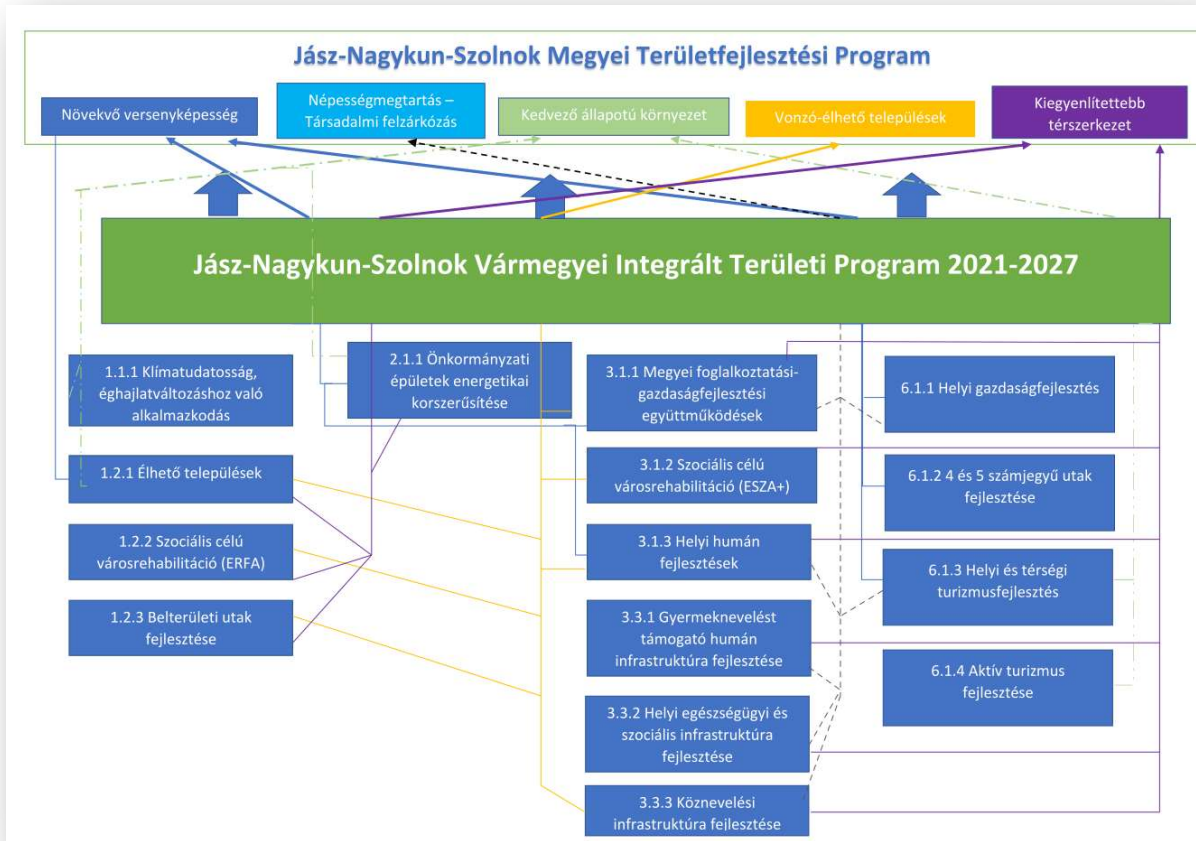 Jász-Nagykun-Szolnok Megyei Területfejlesztési Program
Növekvő versenyképesség
Népességmegtartás –
Társadalmi felzárkózás
Kedvező állapotú környezet
Vonzó-élhető települések
Kiegyenlítettebb
térszerkezet
Jász-Nagykun-Szolnok Vármegyei Integrált Területi Program 2021-2027
1.1.1 Klímatudatosság,
éghajlatváltozáshoz való
alkalmazkodás
1.2.1 Élhető települések
1.2.2 Szociális célú
városrehabilitáció (ERFA)
1.2.3 Belterületi utak
fejlesztése
2.1.1 Önkormányzati
épületek energetikai
korszerűsítése
3.1.1 Megyei foglalkoztatási-
gazdaságfejlesztési
együttműködések
3.1.2 Szociális célú
városrehabilitáció (ESZA+)
3.1.3 Helyi humán
fejlesztések
3.3.1 Gyermeknevelést
támogató humán
infrastruktúra fejlesztése
3.3.2 Helyi egészségügyi és
szociális infrastruktúra
fejlesztése
3.3.3 Köznevelési
infrastruktúra fejlesztése
6.1.1 Helyi gazdaságfejlesztés
6.1.2 4 és 5 számjegyű utak
fejlesztése
6.1.3 Helyi és térségi
turizmusfejlesztés
6.1.4 Aktív turizmus
fejlesztése